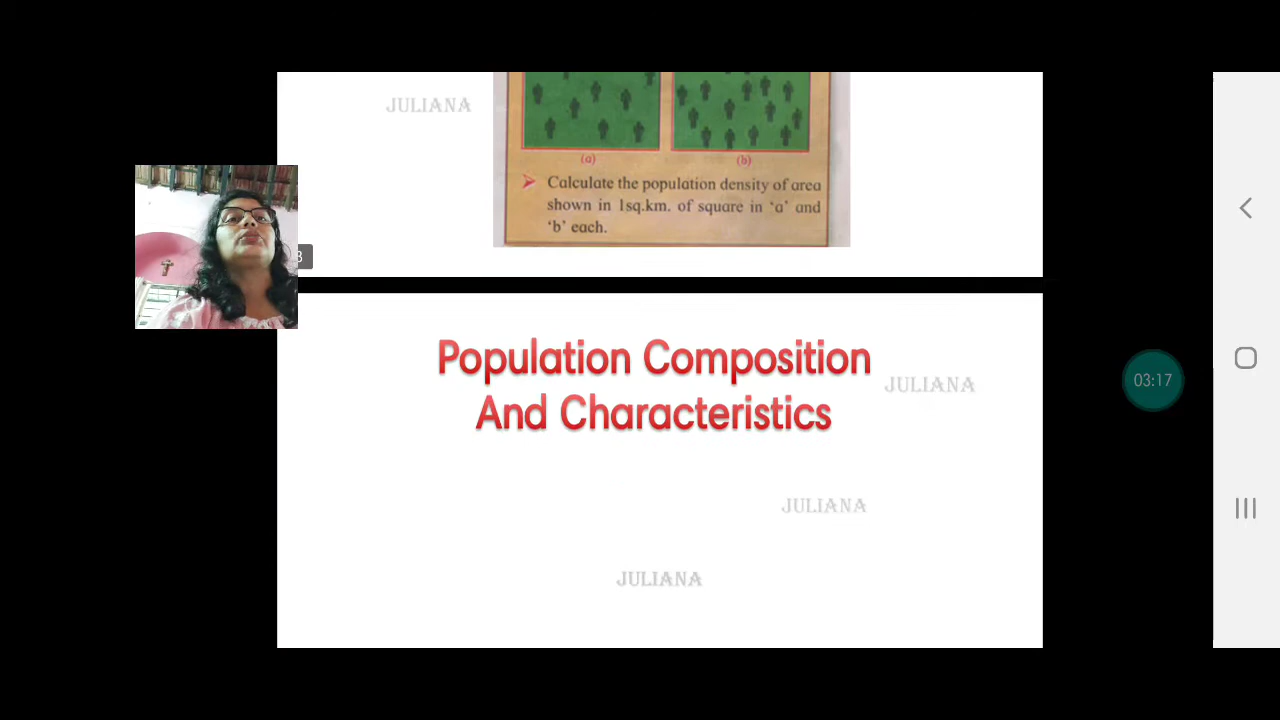 JULIANA
(a) (b)
➤ Calculate the population density of area
shown in 1sq.km. of square in ‘a’ and
‘b’ each.
3
Population Composition
JULIANA
And Characteristics
03:17
JULIANA
JULIANA